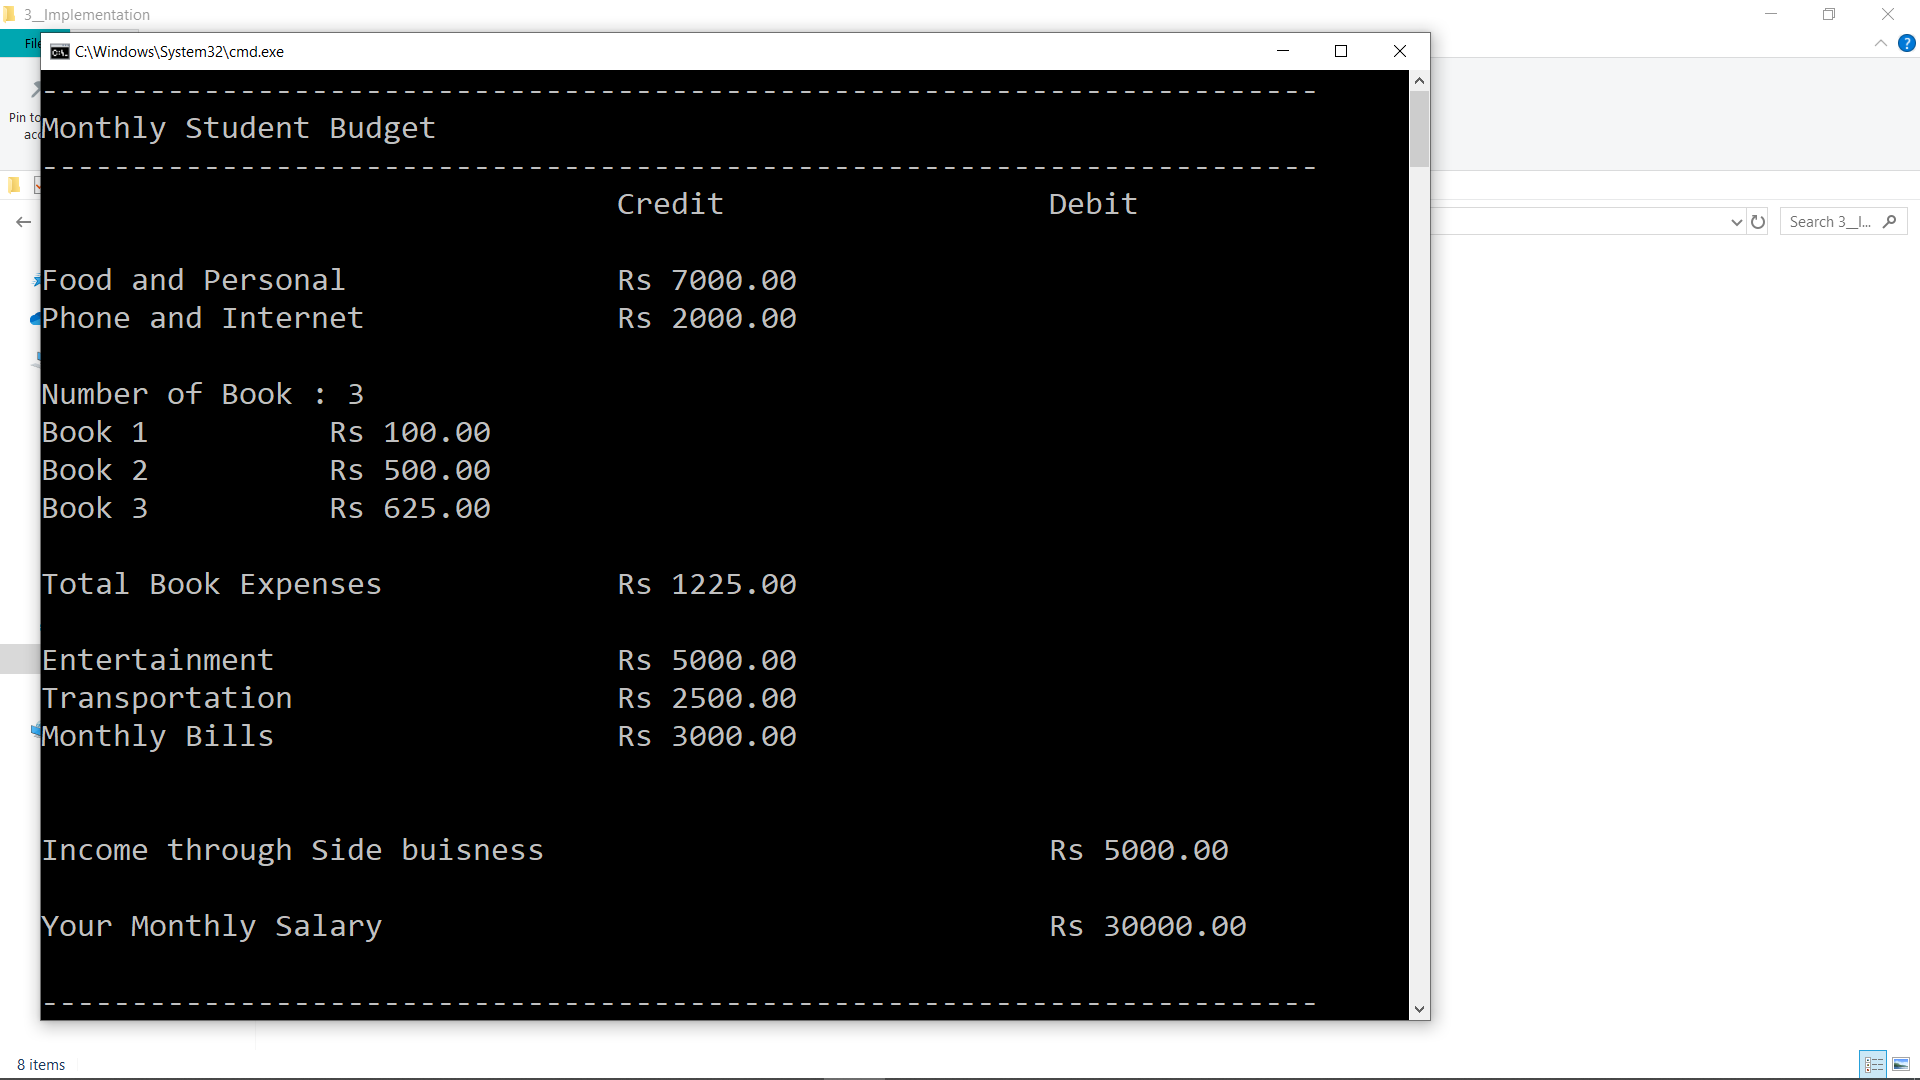 3__Implementation
File
C:\Windows\System32\cmd.exe
Pin to
acc
-----------------------------------------------------------------------
Monthly Student Budget
-----------------------------------------------------------------------
Credit Debit
Search 3__I...
Food and Personal Rs 7000.00
Phone and Internet Rs 2000.00
Number of Book : 3
Book 1 Rs 100.00
Book 2 Rs 500.00
Book 3 Rs 625.00
Total Book Expenses Rs 1225.00
Entertainment Rs 5000.00
Transportation Rs 2500.00
Monthly Bills Rs 3000.00
Income through Side buisness Rs 5000.00
Your Monthly Salary Rs 30000.00
-----------------------------------------------------------------------
8 items